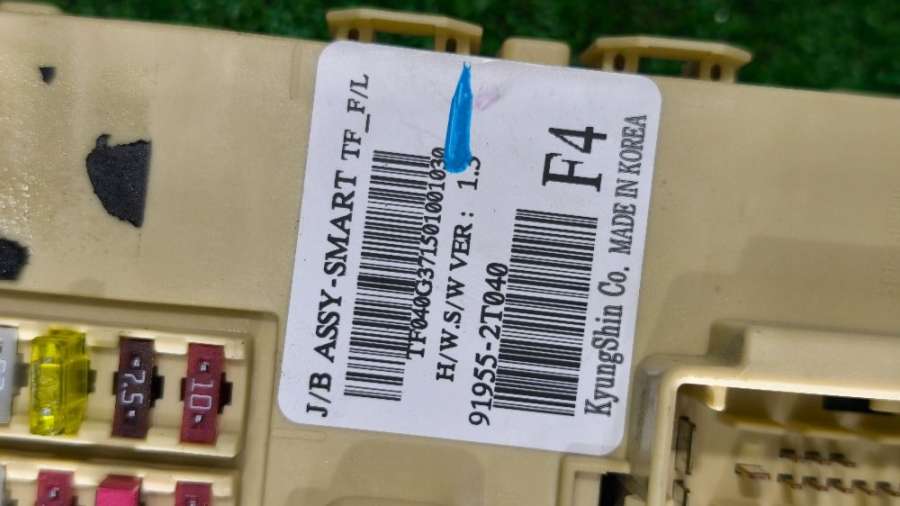 J/B ASSY-SMART TF_F/L
TF040G371501001030
H/W.S/W VER : 1.3
91955-2T040
F4
KyungShin Co. MADE IN KOREA
7.5
10